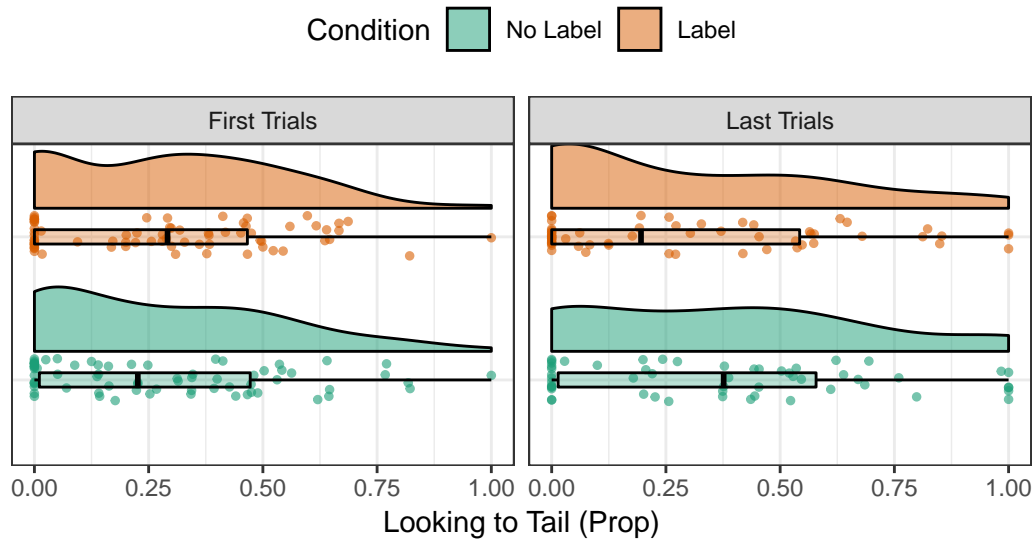 Condition No Label Label
First Trials Last Trials
0.00 0.25 0.50 0.75 1.00 0.00 0.25 0.50 0.75 1.00
Looking to Tail (Prop)